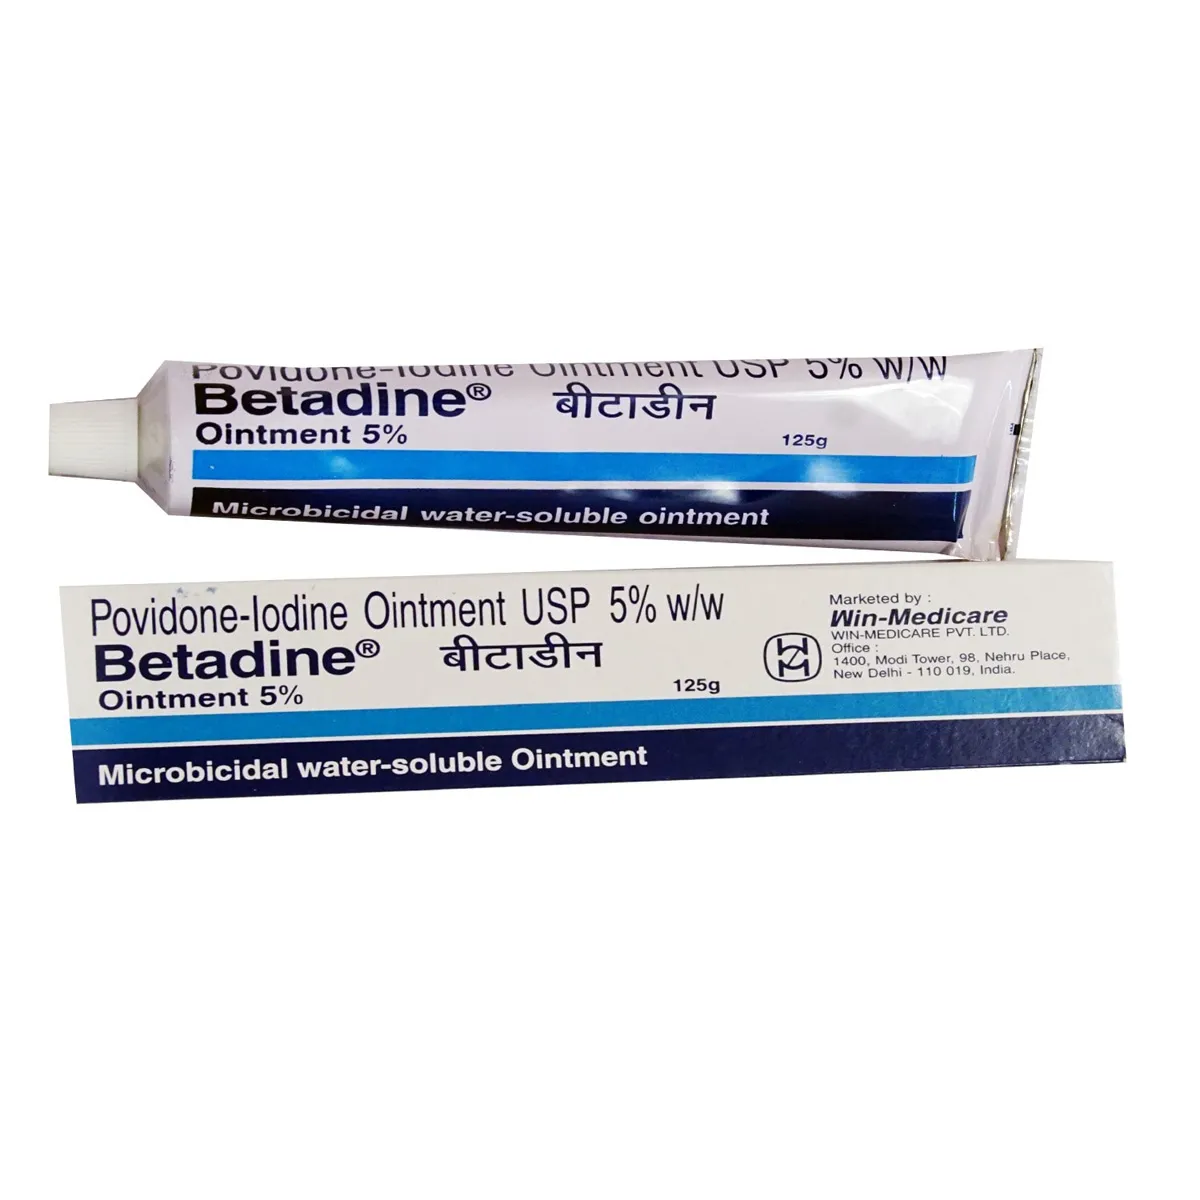 Povidone-Iodine Ointment USP 5% w/w
Betadine® बीटाडीन
Ointment 5%
125g
Microbicidal water-soluble ointment
Povidone-Iodine Ointment USP 5% w/w
Betadine® बीटाडीन
Ointment 5%
125g
Microbicidal water-soluble Ointment
Marketed by :
Win-Medicare
WIN-MEDICARE PVT. LTD.
Office :
1400, Modi Tower, 98, Nehru Place,
New Delhi - 110 019, India.